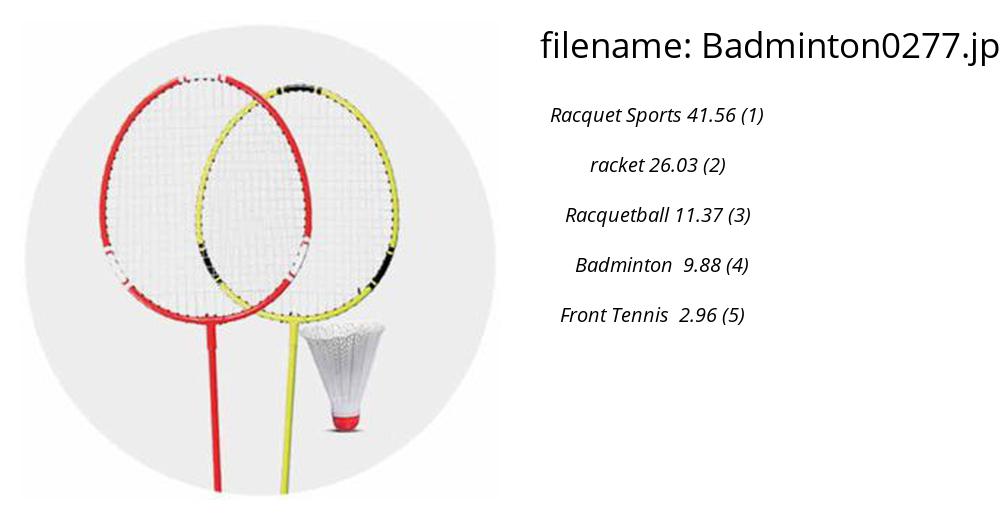 filename: Badminton0277.jp
Racquet Sports 41.56 (1)
racket 26.03 (2)
Racquetball 11.37 (3)
Badminton 9.88 (4)
Front Tennis 2.96 (5)